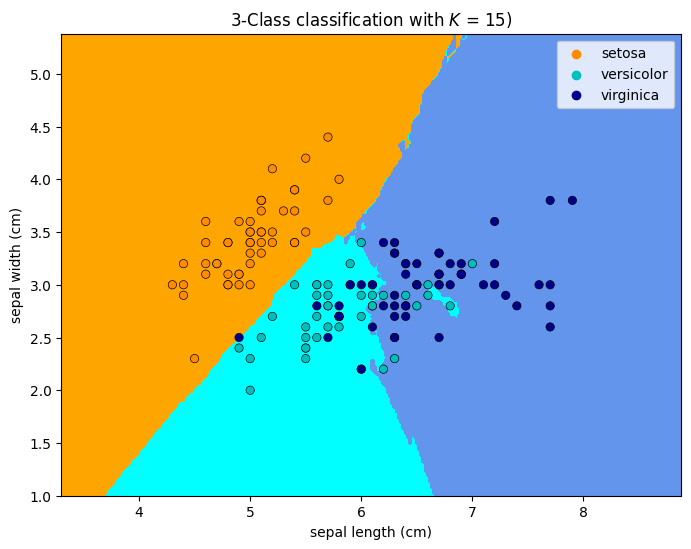 3-Class classification with K = 15)
setosa
versicolor
virginica
sepal width (cm)
5.0
4.5
4.0
3.5
3.0
2.5
2.0
1.5
1.0
4 5 6 7 8
sepal length (cm)